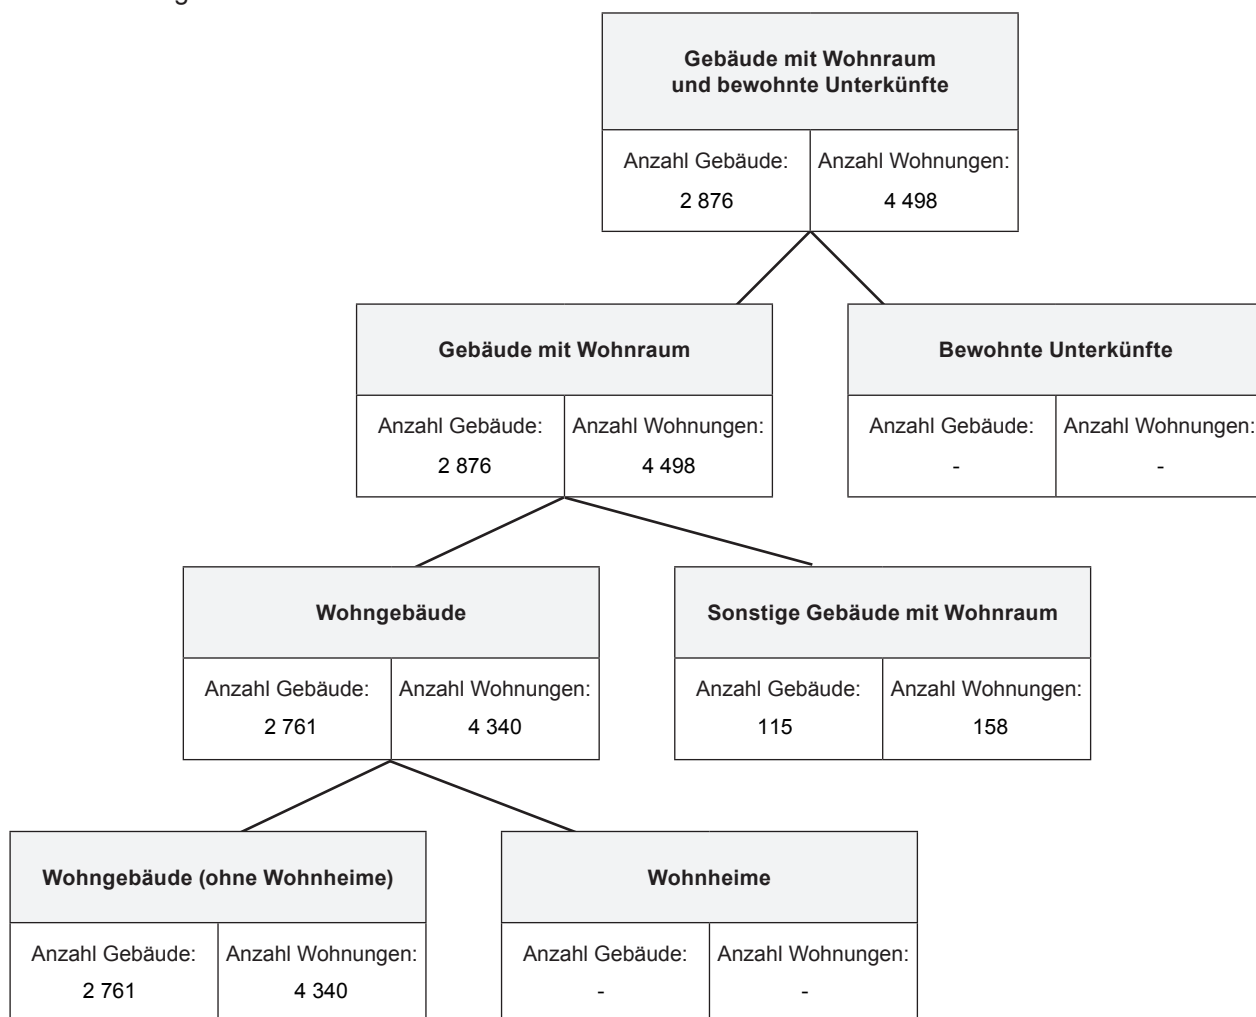 Gebäude mit Wohnraum
und bewohnte Unterkünfte
Anzahl Gebäude: Anzahl Wohnungen:
2 876 4 498
Gebäude mit Wohnraum
Anzahl Gebäude: Anzahl Wohnungen:
2 876 4 498
Bewohnte Unterkünfte
Anzahl Gebäude: Anzahl Wohnungen:
- -
Wohngebäude
Anzahl Gebäude: Anzahl Wohnungen:
2 761 4 340
Sonstige Gebäude mit Wohnraum
Anzahl Gebäude: Anzahl Wohnungen:
115 158
Wohngebäude (ohne Wohnheime)
Anzahl Gebäude: Anzahl Wohnungen:
2 761 4 340
Wohnheime
Anzahl Gebäude: Anzahl Wohnungen:
- -